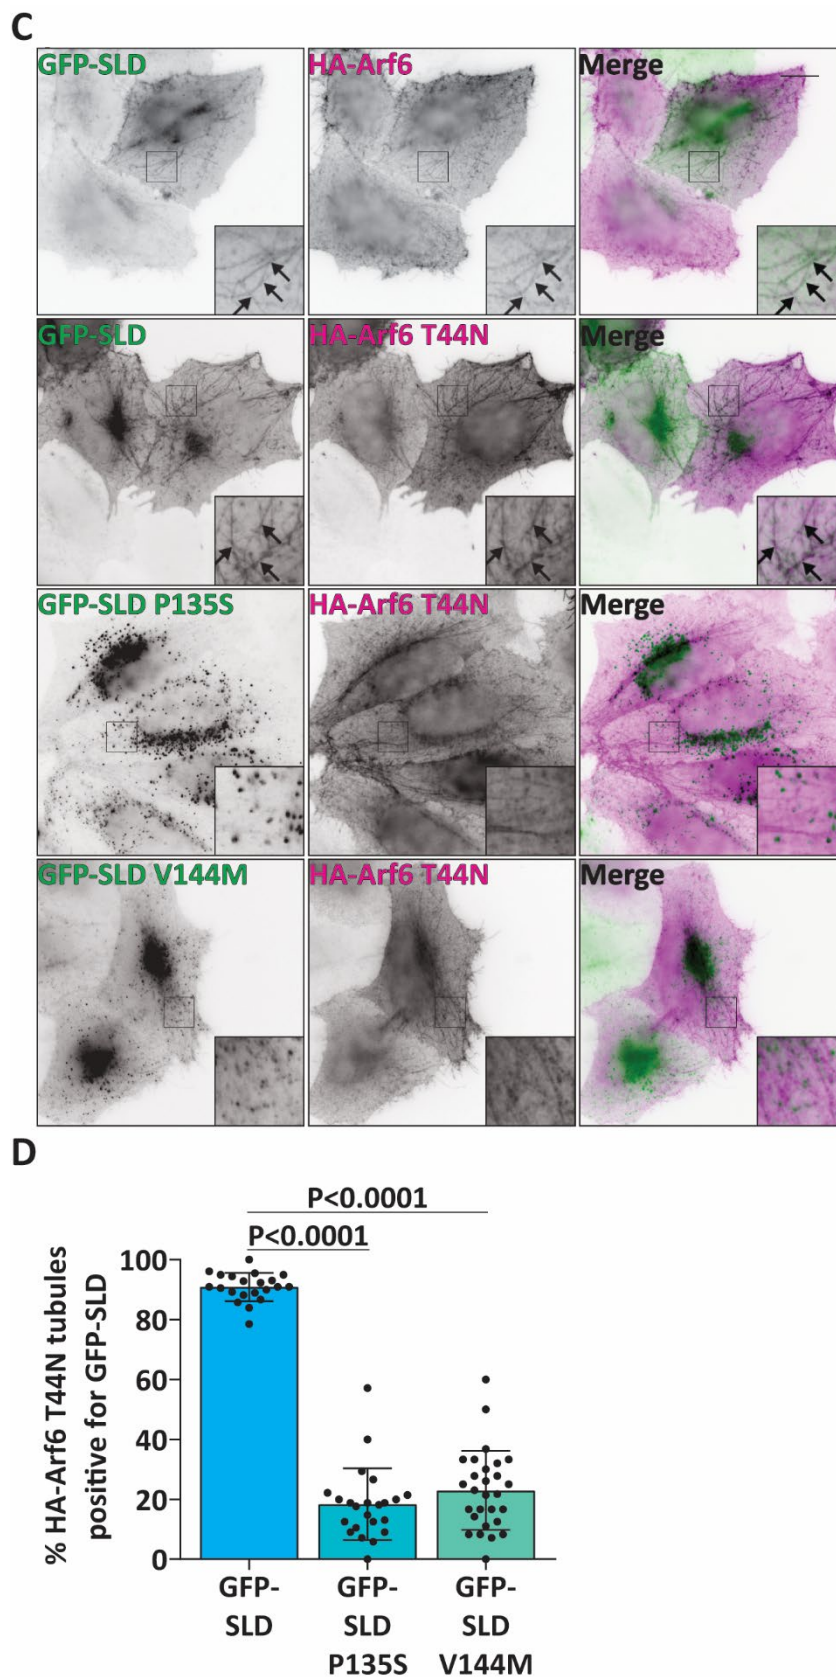 C
GFP-SLD HA-Arf6 Merge
GFP-SLD HA-Arf6 T44N Merge
GFP-SLD P135S HA-Arf6 T44N Merge
GFP-SLD V144M HA-Arf6 T44N Merge
D
P<0.0001
P<0.0001
% HA-Arf6 T44N tubules
positive for GFP-SLD
100
80
60
40
20
0
GFP-
SLD
GFP-
SLD
P135S
GFP-
SLD
V144M